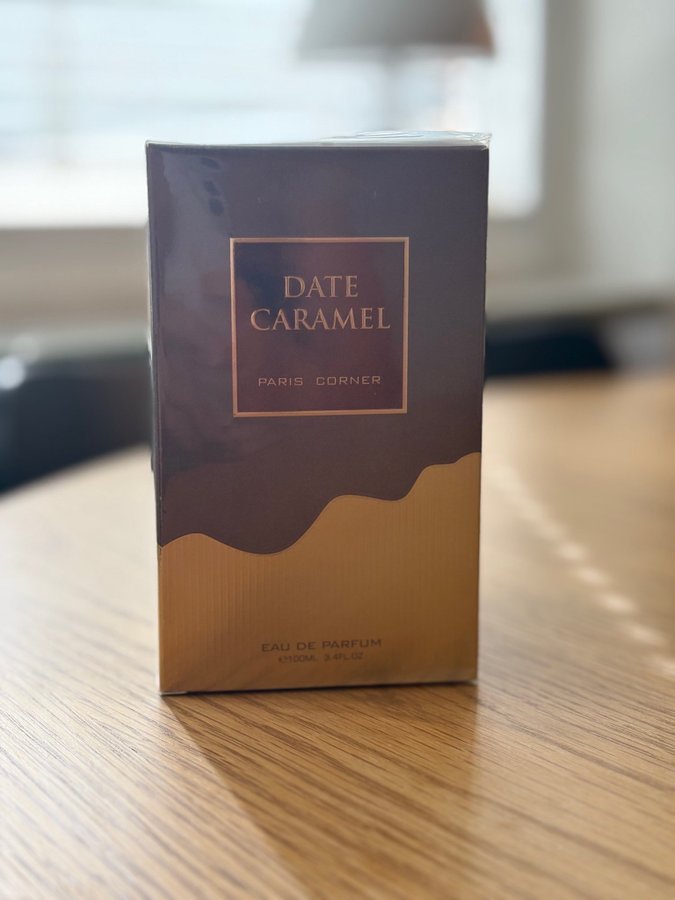 DATE
CARAMEL
PARIS CORNER
EAU DE PARFUM
℮100ML 3.4FL.OZ